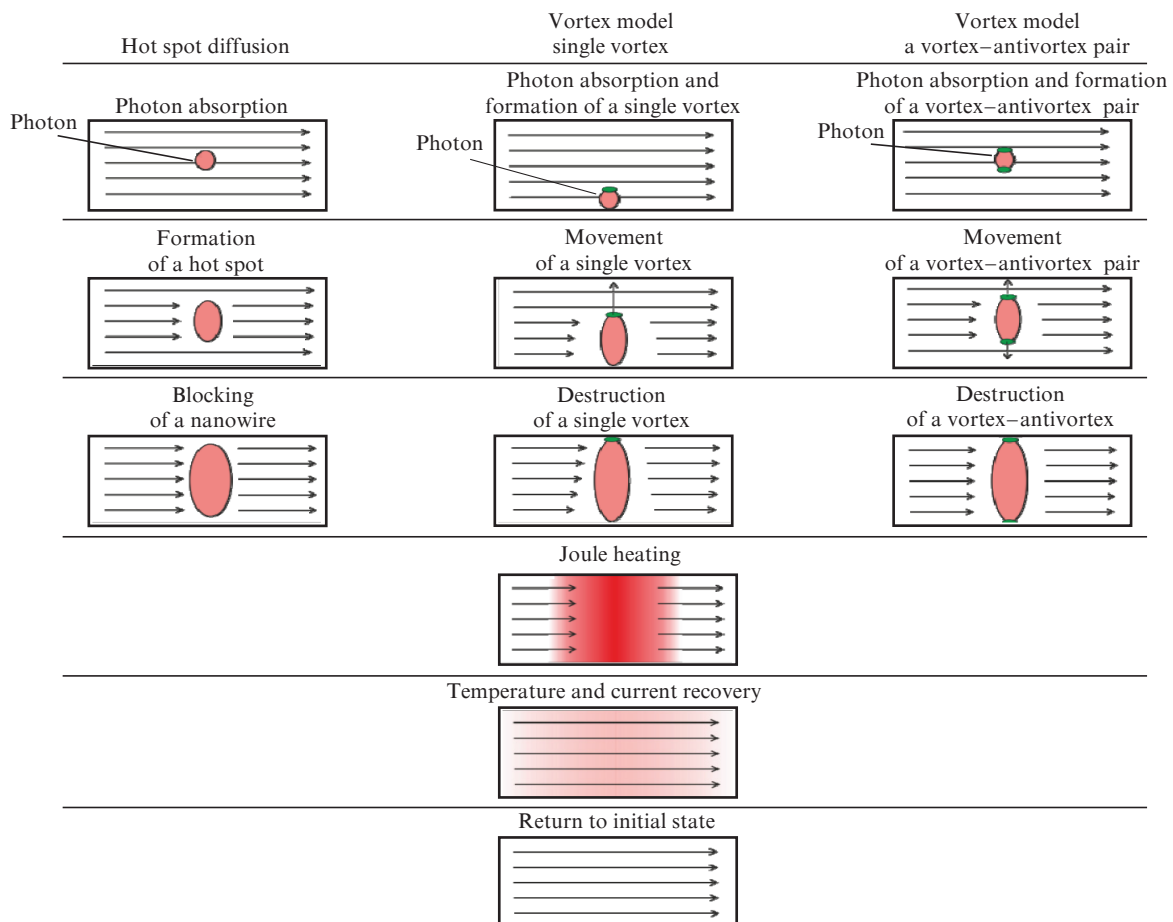 Hot spot diffusion
Vortex model
single vortex
Vortex model
a vortex–antivortex pair
Photon absorption
Photon
Photon absorption and
formation of a single vortex
Photon
Photon absorption and formation
of a vortex–antivortex pair
Photon
Formation
of a hot spot
Movement
of a single vortex
Movement
of a vortex–antivortex pair
Blocking
of a nanowire
Destruction
of a single vortex
Destruction
of a vortex–antivortex
Joule heating
Temperature and current recovery
Return to initial state